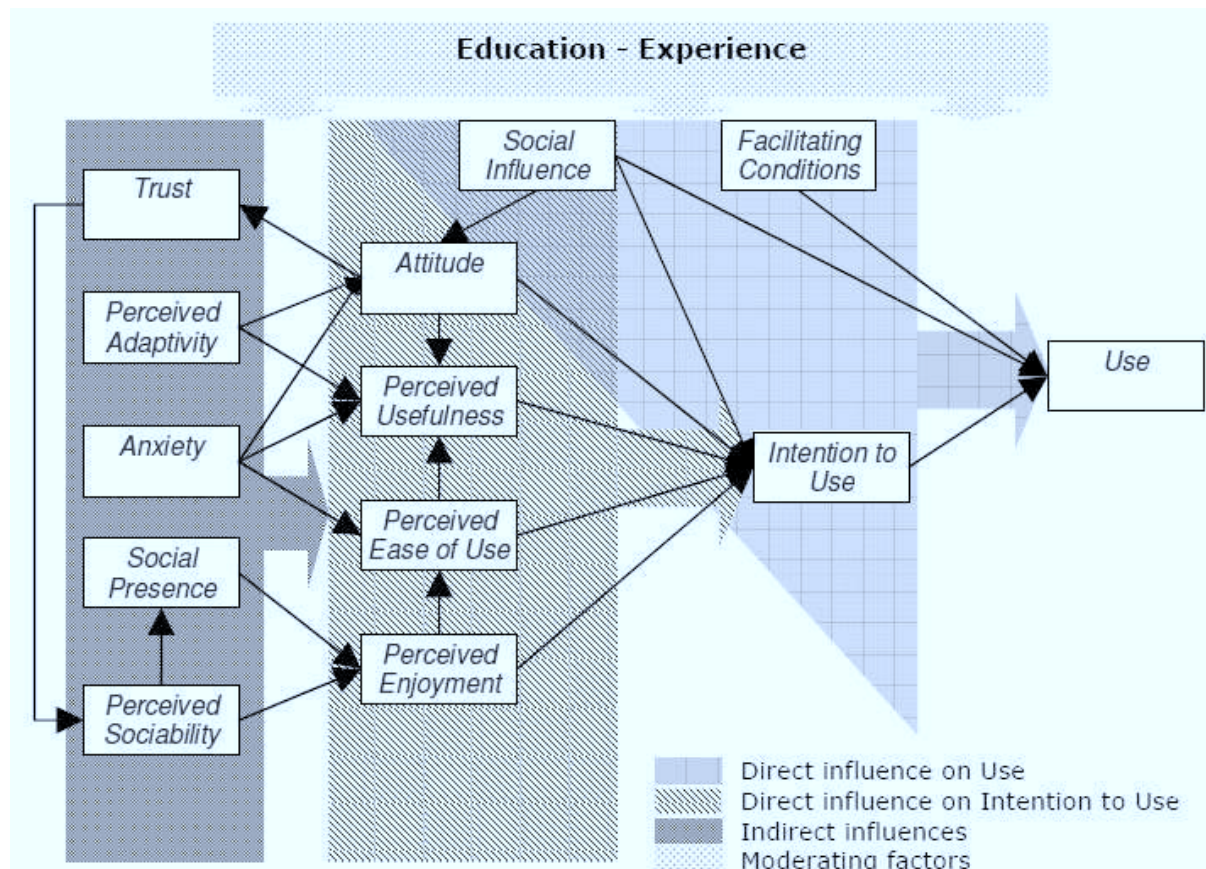 Education - Experience
Social
Influence
Facilitating
Conditions
Trust
Attitude
Perceived
Adaptivity
Perceived
Usefulness
Use
Anxiety
Intention to
Use
Perceived
Ease of Use
Social
Presence
Perceived
Enjoyment
Perceived
Sociability
Direct influence on Use
Direct influence on Intention to Use
Indirect influences
Moderating factors